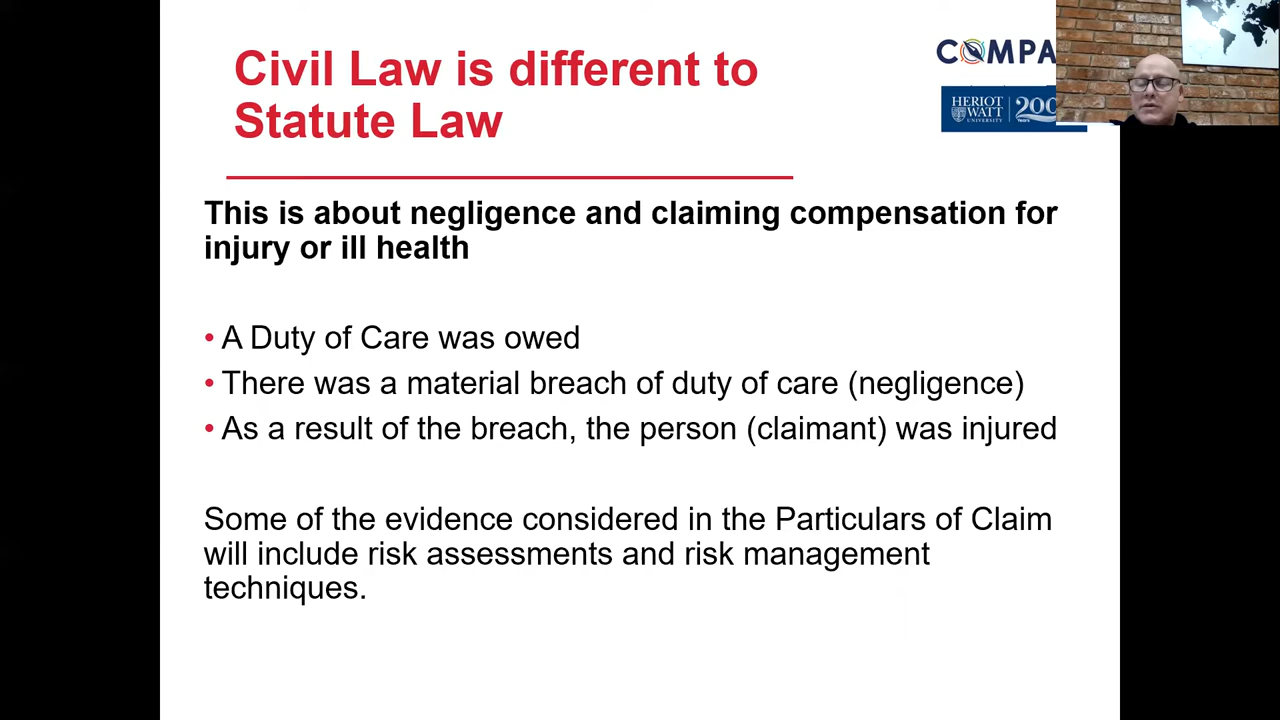 Civil Law is different to
Statute Law
COMPA
HERIOT
WATT
UNIVERSITY
200
This is about negligence and claiming compensation for
injury or ill health
• A Duty of Care was owed
• There was a material breach of duty of care (negligence)
• As a result of the breach, the person (claimant) was injured
Some of the evidence considered in the Particulars of Claim
will include risk assessments and risk management
techniques.